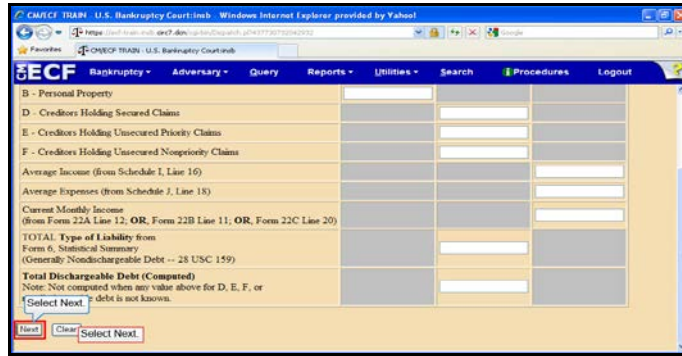 CM/ECF TRAIN - U.S. Bankruptcy Court:insb - Windows Internet Explorer provided by Yahoo!
Google
Favorites CM/ECF TRAIN - U.S. Bankruptcy Court:insb
ECF Bankruptcy Adversary Query Reports Utilities Search Procedures Logout
B - Personal Property
D - Creditors Holding Secured Claims
E - Creditors Holding Unsecured Priority Claims
F - Creditors Holding Unsecured Nonpriority Claims
Average Income (from Schedule I, Line 16)
Average Expenses (from Schedule J, Line 18)
Current Monthly Income
(from Form 22A Line 12; OR, Form 22B Line 11; OR, Form 22C Line 20)
TOTAL Type of Liability from
Form 6, Statistical Summary
(Generally Nondischargeable Debt -- 28 USC 159)
Total Dischargeable Debt (Computed)
Note: Not computed when any value above for D, E, F, or
debt is not known.
Select Next.
Next Clear Select Next.